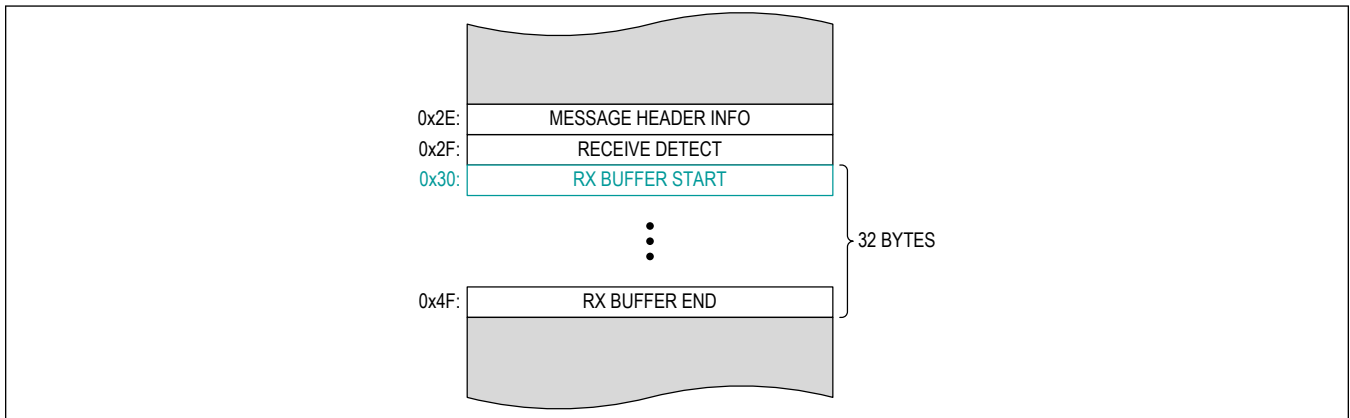 0x2E: MESSAGE HEADER INFO
0x2F: RECEIVE DETECT
0x30: RX BUFFER START
32 BYTES
0x4F: RX BUFFER END